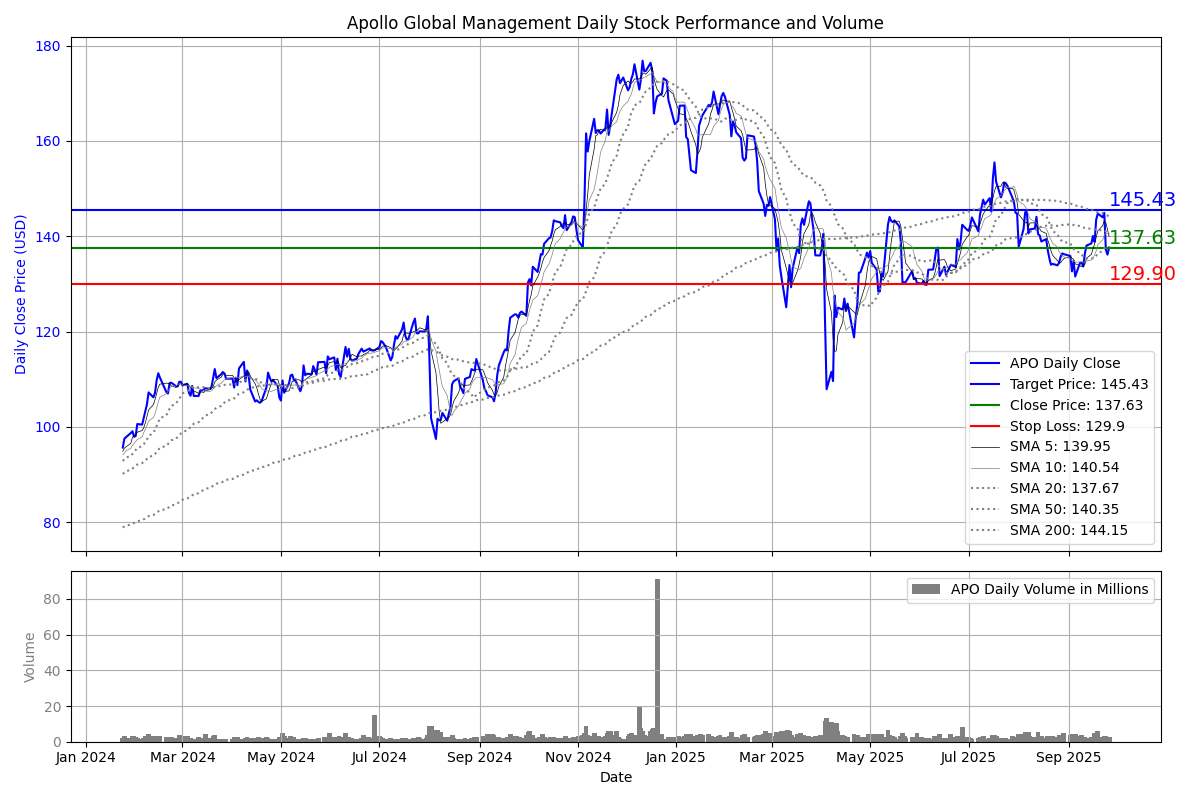 Apollo Global Management Daily Stock Performance and Volume
Daily Close Price (USD)
180
160
140
120
100
80
145.43
137.63
129.90
APO Daily Close
Target Price: 145.43
Close Price: 137.63
Stop Loss: 129.9
SMA 5: 139.95
SMA 10: 140.54
SMA 20: 137.67
SMA 50: 140.35
SMA 200: 144.15
Volume
80
60
40
20
0
APO Daily Volume in Millions
Jan 2024 Mar 2024 May 2024 Jul 2024 Sep 2024 Nov 2024 Jan 2025 Mar 2025 May 2025 Jul 2025 Sep 2025
Date